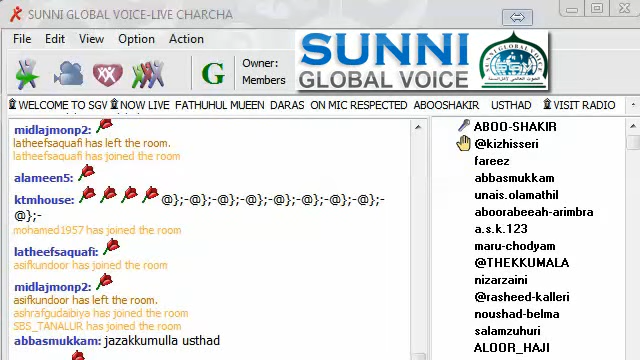 SUNNI GLOBAL VOICE-LIVE CHARCHA
File Edit View Option Action
G
Owner:
Members
SUNNI
GLOBAL VOICE
SUNNI GLOBAL VOICE
WELCOME TO SGV NOW LIVE FATHUHUL MUEEN DARAS ON MIC RESPECTED ABOOSHAKIR USTHAD VISIT RADIO
midlajmonp2:
latheefsaquafi has left the room.
latheefsaquafi has joined the room
alameen5:
ktmhouse: @};-@};-@};-@};-@};-@};-@};-@};-
@};-
mohamed1957 has joined the room
latheefsaquafi:
asifkundoor has joined the room
midlajmonp2:
asifkundoor has left the room.
ashrafgudaibiya has joined the room
SBS_TANALUR has joined the room
abbasmukkam: jazakkumulla usthad
ABOO-SHAKIR
@kizhisseri
fareez
abbasmukkam
unais.olamathil
aboorabeeah-arimbra
a.s.k.123
maru-chodyam
@THEKKUMALA
nizarzaini
@rasheed-kalleri
noushad-belma
salamzuhuri
ALOOR_HAJI